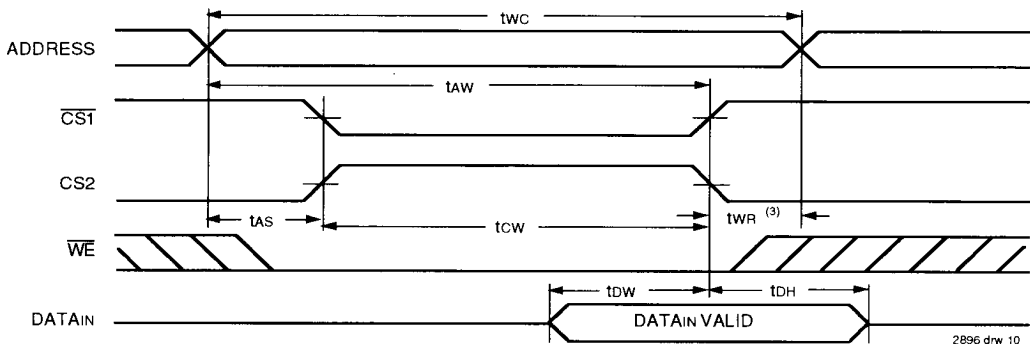 tWC
ADDRESS
tAW
CS1
CS2
tAS
tCW
tWR (3)
WE
tDW
tDH
DATAIN
DATAIN VALID
2896 drw 10